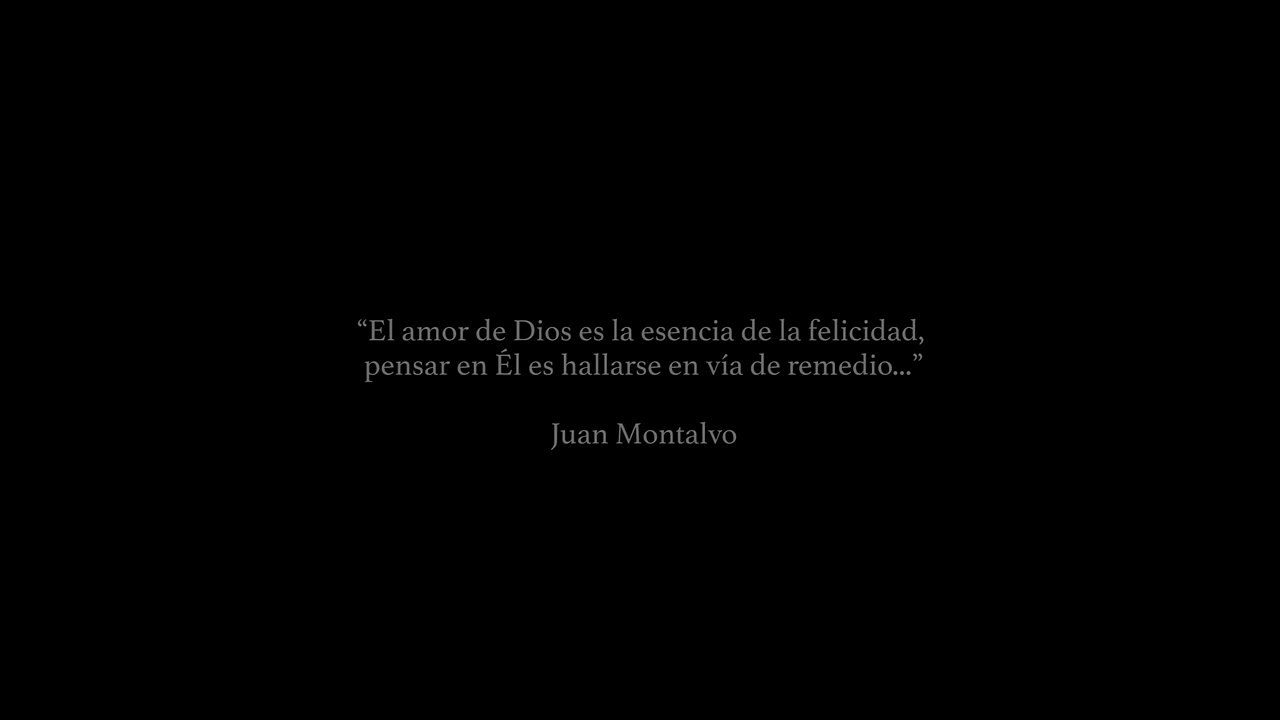 “El amor de Dios es la esencia de la felicidad,
pensar en Él es hallarse en vía de remedio...”
Juan Montalvo